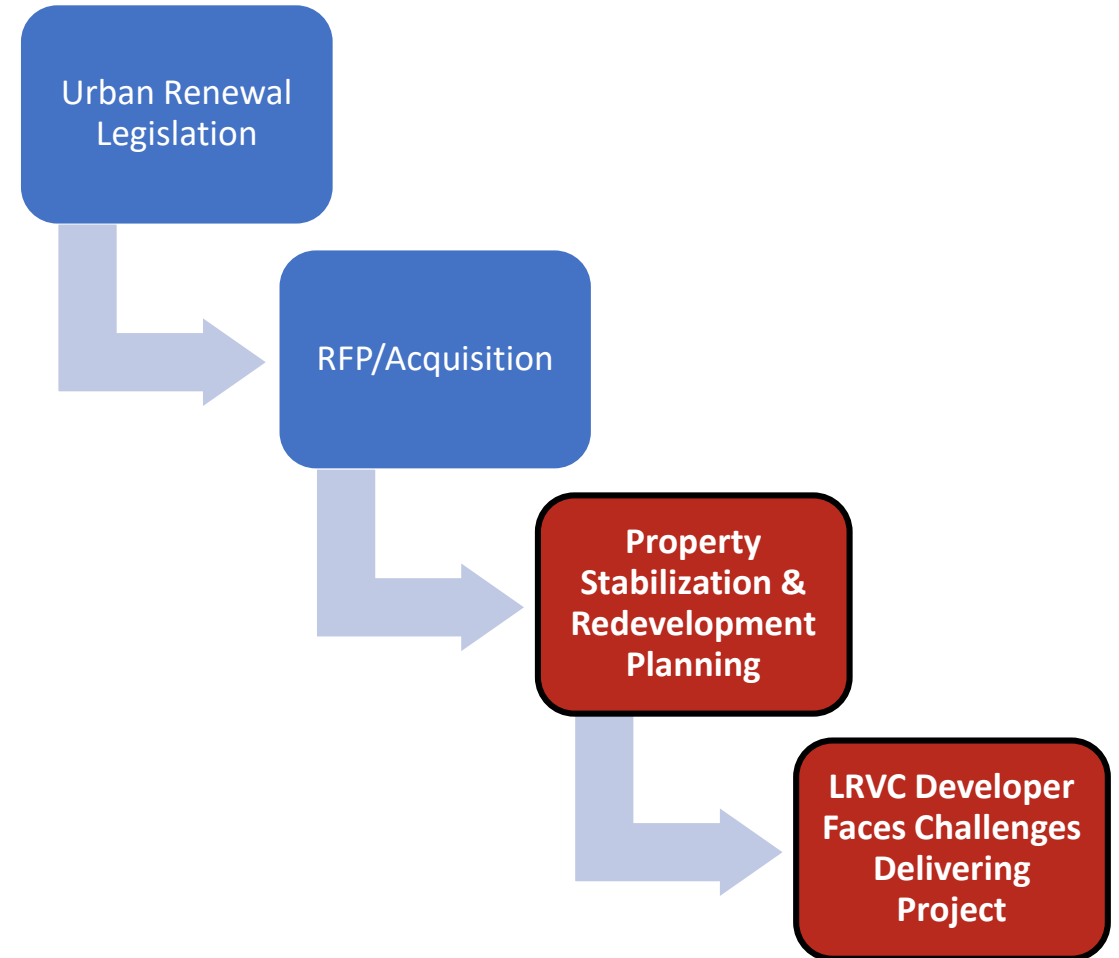 Urban Renewal
Legislation
RFP/Acquisition
Property
Stabilization &
Redevelopment
Planning
LRVC Developer
Faces Challenges
Delivering
Project